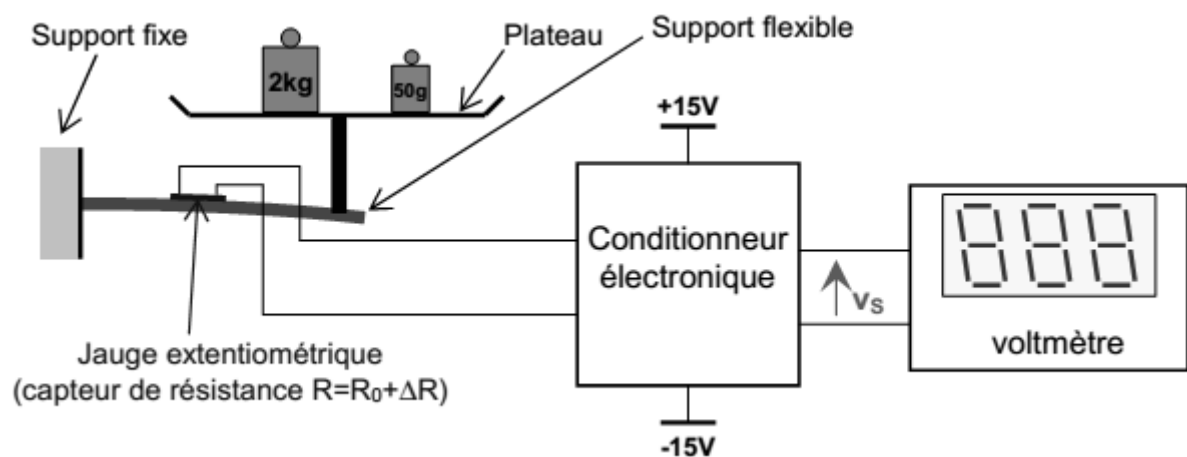 Support fixe
Plateau
Support flexible
2kg
50g
+15V
Conditionneur
électronique
vS
voltmètre
Jauge extentiométrique
(capteur de résistance R=R₀+ΔR)
-15V